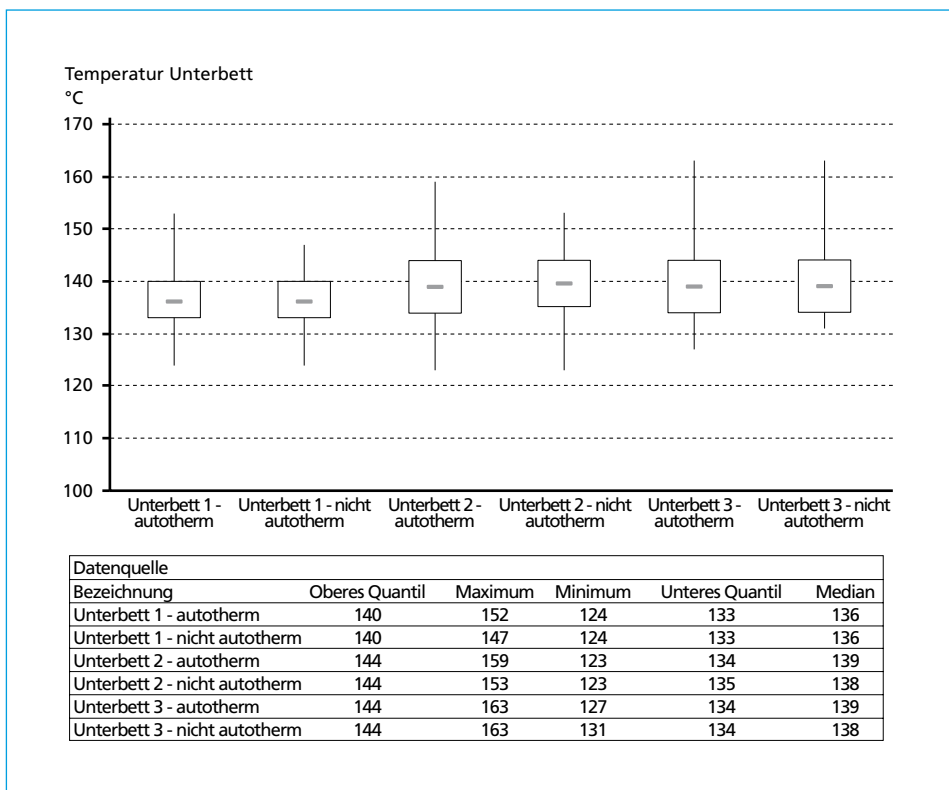 Temperatur Unterbett
°C
170
160
150
140
130
120
110
100
Unterbett 1 - autotherm
Unterbett 1 - nicht autotherm
Unterbett 2 - autotherm
Unterbett 2 - nicht autotherm
Unterbett 3 - autotherm
Unterbett 3 - nicht autotherm
Datenquelle
Bezeichnung Oberes Quantil Maximum Minimum Unteres Quantil Median
Unterbett 1 - autotherm 140 152 124 133 136
Unterbett 1 - nicht autotherm 140 147 124 133 136
Unterbett 2 - autotherm 144 159 123 134 139
Unterbett 2 - nicht autotherm 144 153 123 135 138
Unterbett 3 - autotherm 144 163 127 134 139
Unterbett 3 - nicht autotherm 144 163 131 134 138